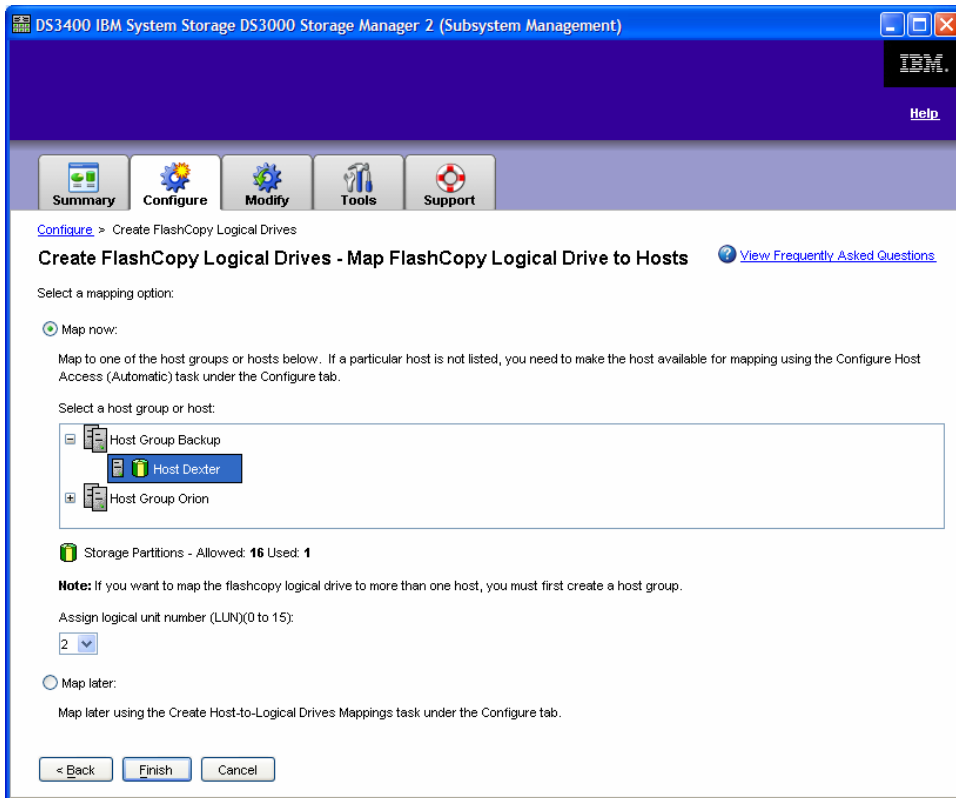 DS3400 IBM System Storage DS3000 Storage Manager 2 (Subsystem Management)
IBM.
Help
Summary
Configure
Modify
Tools
Support
Configure > Create FlashCopy Logical Drives
Create FlashCopy Logical Drives - Map FlashCopy Logical Drive to Hosts
? View Frequently Asked Questions
Select a mapping option:
Map now:
Map to one of the host groups or hosts below. If a particular host is not listed, you need to make the host available for mapping using the Configure Host
Access (Automatic) task under the Configure tab.
Select a host group or host:
Host Group Backup
Host Dexter
Host Group Orion
Storage Partitions - Allowed: 16 Used: 1
Note: If you want to map the flashcopy logical drive to more than one host, you must first create a host group.
Assign logical unit number (LUN)(0 to 15):
2
Map later:
Map later using the Create Host-to-Logical Drives Mappings task under the Configure tab.
< Back
Finish
Cancel